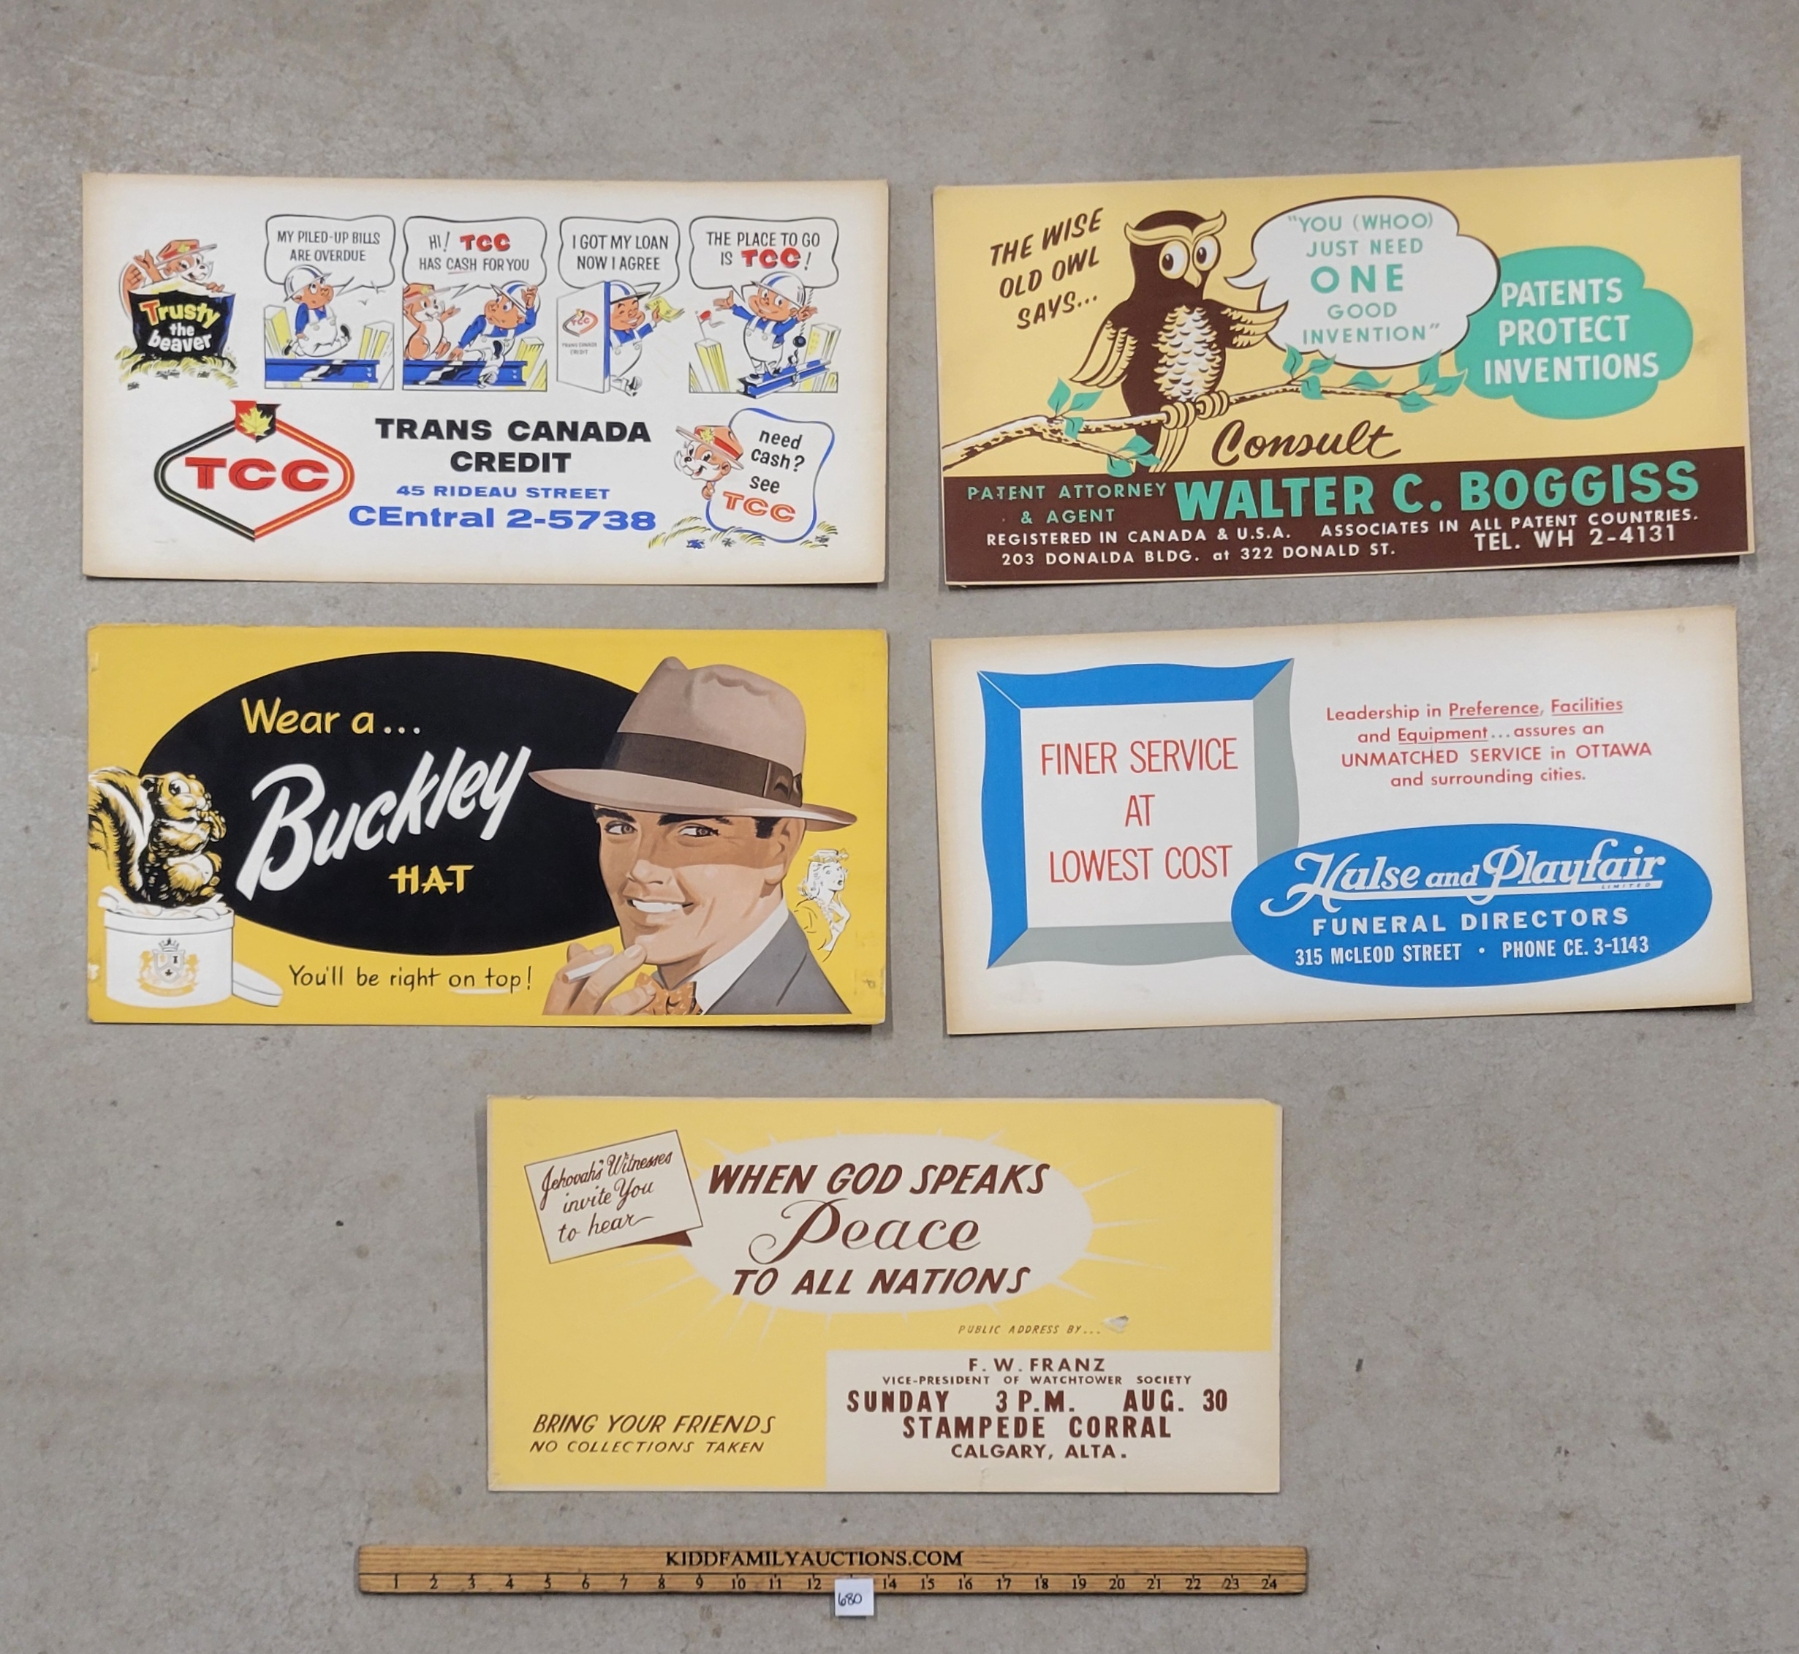 Trusty
the
beaver
MY PILED-UP BILLS
ARE OVERDUE
HI! TCC
HAS CASH FOR YOU
I GOT MY LOAN
NOW I AGREE
THE PLACE TO GO
IS TCC!
TCC
TRANS CANADA
CREDIT
TCC
TRANS CANADA
CREDIT
45 RIDEAU STREET
CEntral 2-5738
need
cash?
see
TCC
THE WISE
OLD OWL
SAYS...
"YOU (WHOO)
JUST NEED
ONE
GOOD
INVENTION"
PATENTS
PROTECT
INVENTIONS
Consult
PATENT ATTORNEY
& AGENT
WALTER C. BOGGISS
REGISTERED IN CANADA & U.S.A. ASSOCIATES IN ALL PATENT COUNTRIES.
203 DONALDA BLDG. at 322 DONALD ST. TEL. WH 2-4131
Wear a...
Buckley
HAT
You'll be right on top!
FINER SERVICE
AT
LOWEST COST
Leadership in Preference, Facilities
and Equipment...assures an
UNMATCHED SERVICE in OTTAWA
and surrounding cities.
Hulse and Playfair
LIMITED
FUNERAL DIRECTORS
315 McLEOD STREET • PHONE CE. 3-1143
Jehovah's Witnesses
invite You
to hear
WHEN GOD SPEAKS
Peace
TO ALL NATIONS
PUBLIC ADDRESS BY...
F. W. FRANZ
VICE-PRESIDENT OF WATCHTOWER SOCIETY
SUNDAY 3 P.M. AUG. 30
STAMPEDE CORRAL
CALGARY, ALTA.
BRING YOUR FRIENDS
NO COLLECTIONS TAKEN
KIDDFAMILYAUCTIONS.COM
1 2 3 4 5 6 7 8 9 10 11 12 14 15 16 17 18 19 20 21 22 23 24
680